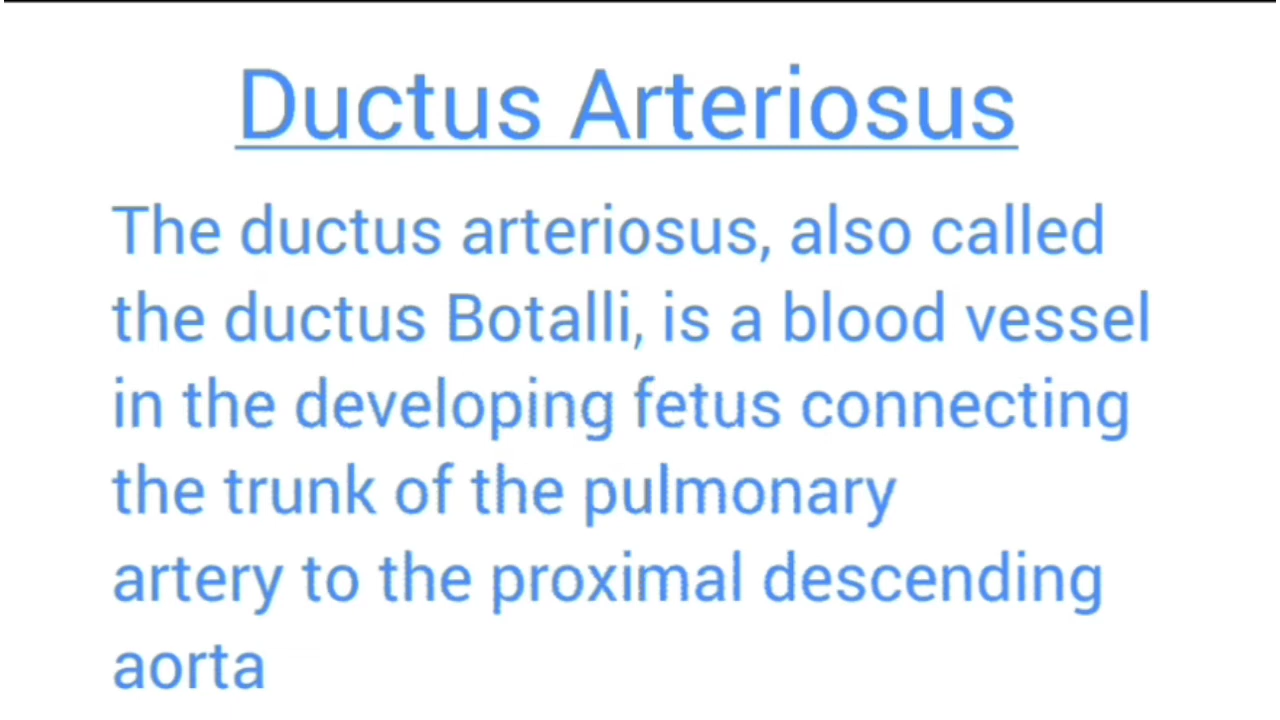 Ductus Arteriosus
The ductus arteriosus, also called
the ductus Botalli, is a blood vessel
in the developing fetus connecting
the trunk of the pulmonary
artery to the proximal descending
aorta